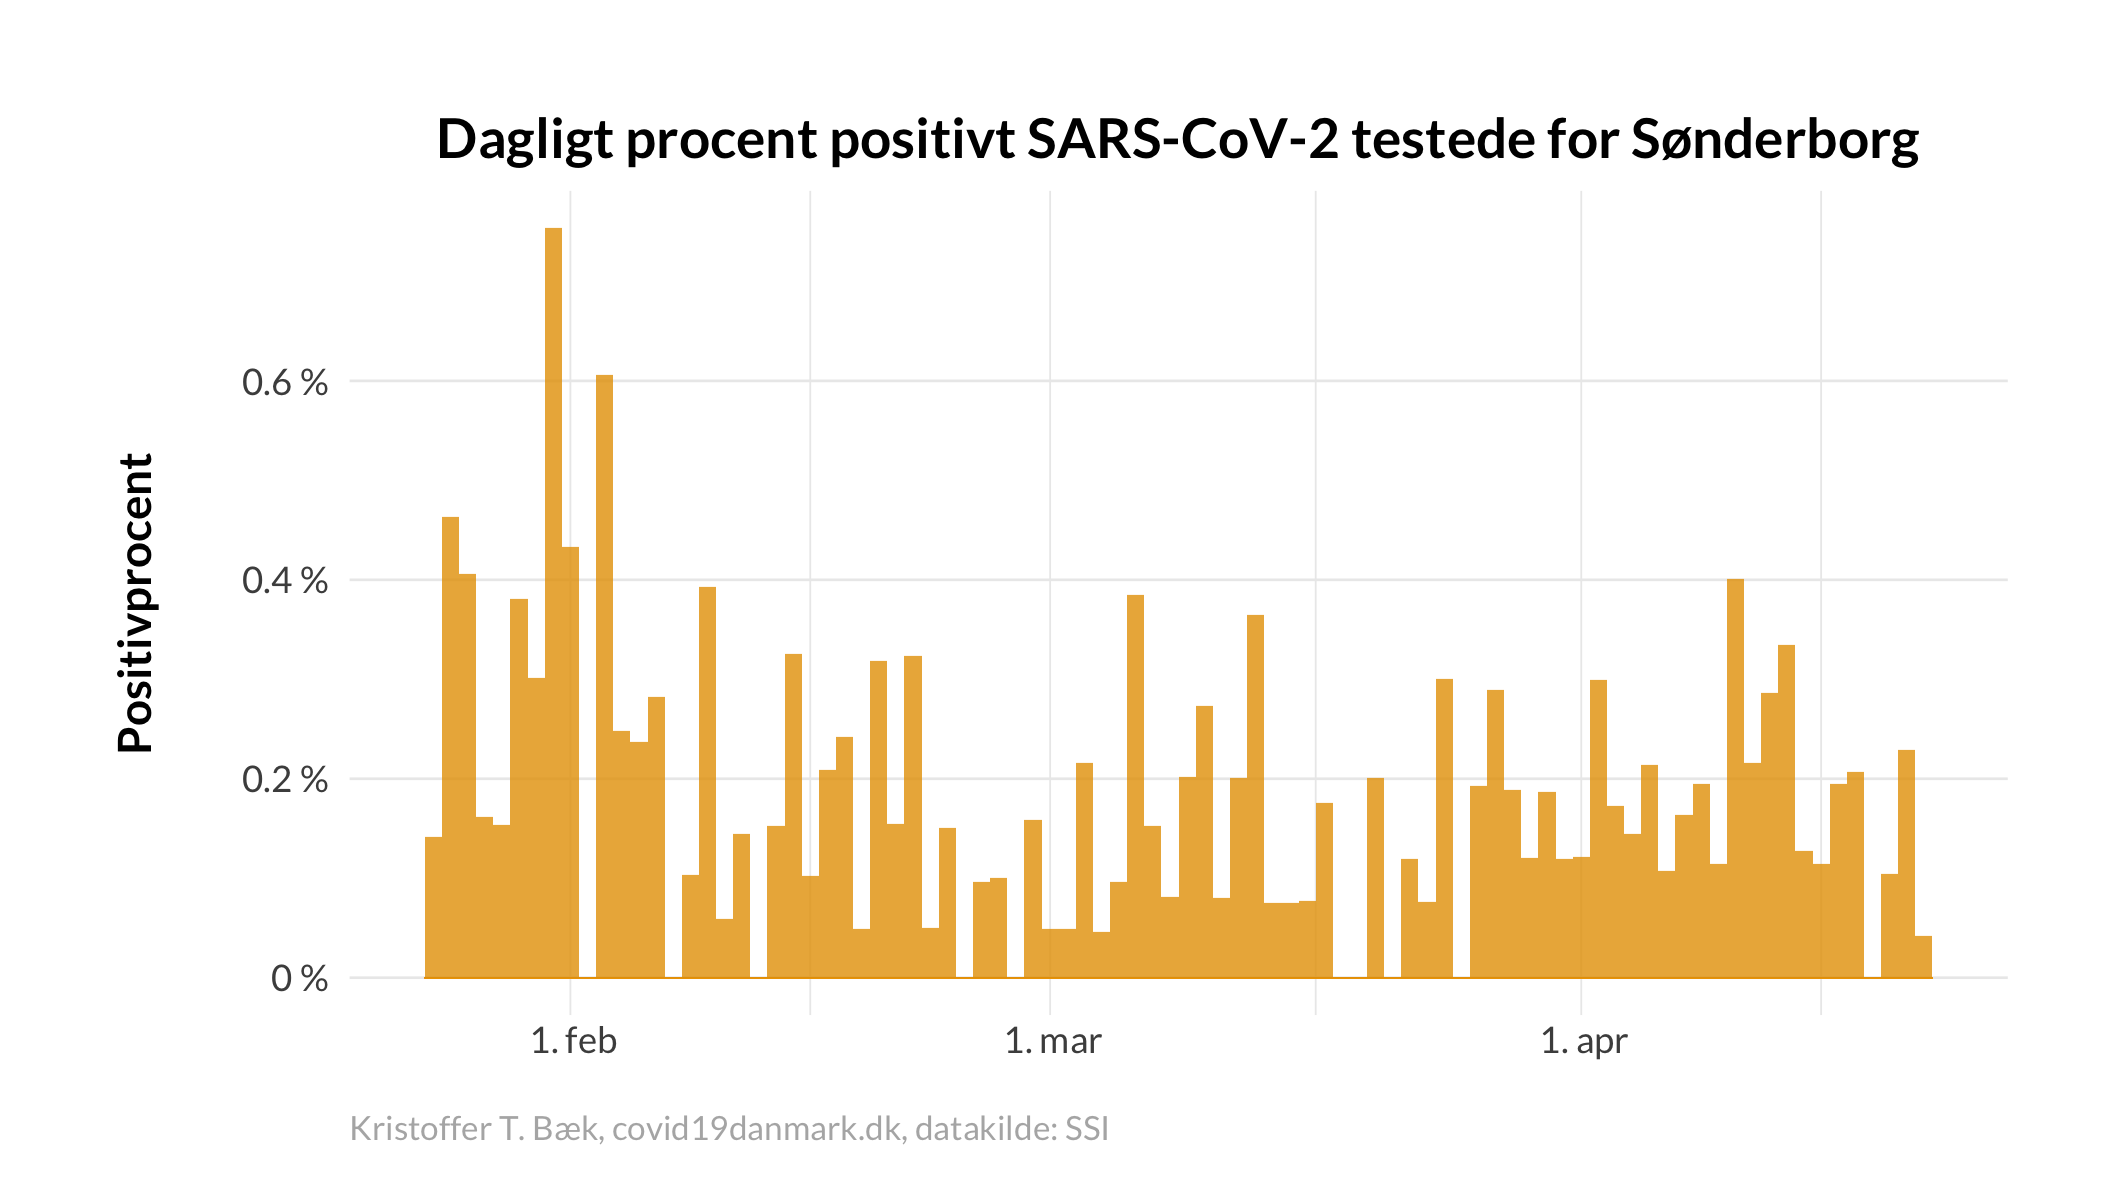 Dagligt procent positivt SARS-CoV-2 testede for Sønderborg
Positivprocent
0.6 %
0.4 %
0.2 %
0 %
1. feb
1. mar
1. apr
Kristoffer T. Bæk, covid19danmark.dk, datakilde: SSI